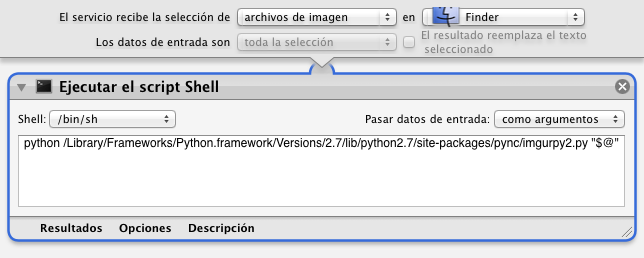 El servicio recibe la selección de archivos de imagen en Finder
Los datos de entrada son toda la selección El resultado reemplaza el texto
seleccionado
Ejecutar el script Shell
Shell: /bin/sh Pasar datos de entrada: como argumentos
python /Library/Frameworks/Python.framework/Versions/2.7/lib/python2.7/site-packages/pync/imgurpy2.py "$@"
Resultados Opciones Descripción